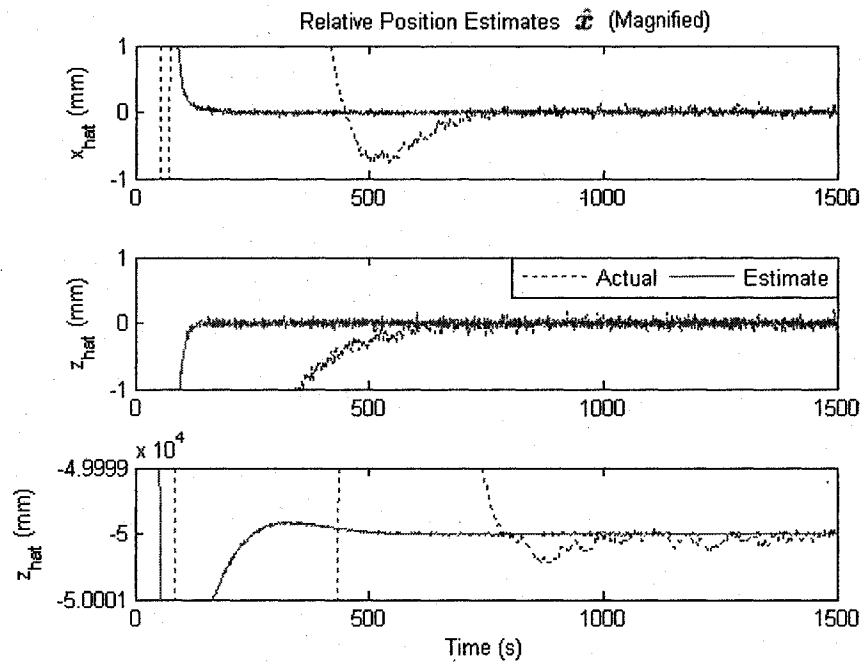 Relative Position Estimates x̂ (Magnified)
1
0
-1
x_hat (mm)
0 500 1000 1500
1
0
-1
z_hat (mm)
Actual Estimate
0 500 1000 1500
x 10^4
-4.9999
-5
-5.0001
z_hat (mm)
0 500 1000 1500
Time (s)